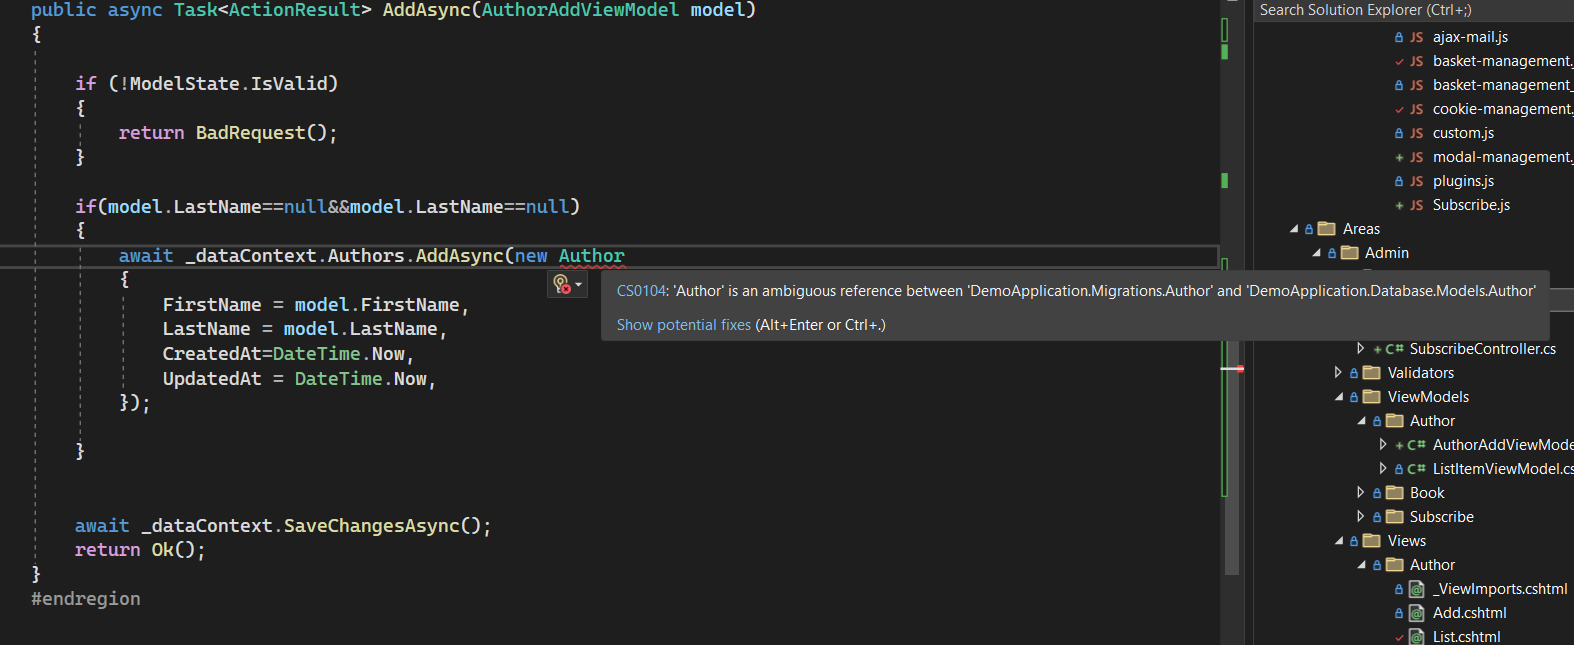 public async Task<ActionResult> AddAsync(AuthorAddViewModel model)
{
if (!ModelState.IsValid)
{
return BadRequest();
}
if(model.LastName==null&&model.LastName==null)
{
await _dataContext.Authors.AddAsync(new Author
{
FirstName = model.FirstName,
LastName = model.LastName,
CreatedAt=DateTime.Now,
UpdatedAt = DateTime.Now,
});
}
await _dataContext.SaveChangesAsync();
return Ok();
}
#endregion
CS0104: 'Author' is an ambiguous reference between 'DemoApplication.Migrations.Author' and 'DemoApplication.Database.Models.Author'
Show potential fixes (Alt+Enter or Ctrl+.)
Search Solution Explorer (Ctrl+;)
JS ajax-mail.js
JS basket-management.
JS basket-management_
JS cookie-management.
JS custom.js
JS modal-management.
JS plugins.js
JS Subscribe.js
Areas
Admin
C# SubscribeController.cs
Validators
ViewModels
Author
C# AuthorAddViewMode
C# ListItemViewModel.cs
Book
Subscribe
Views
Author
_ViewImports.cshtml
Add.cshtml
List.cshtml